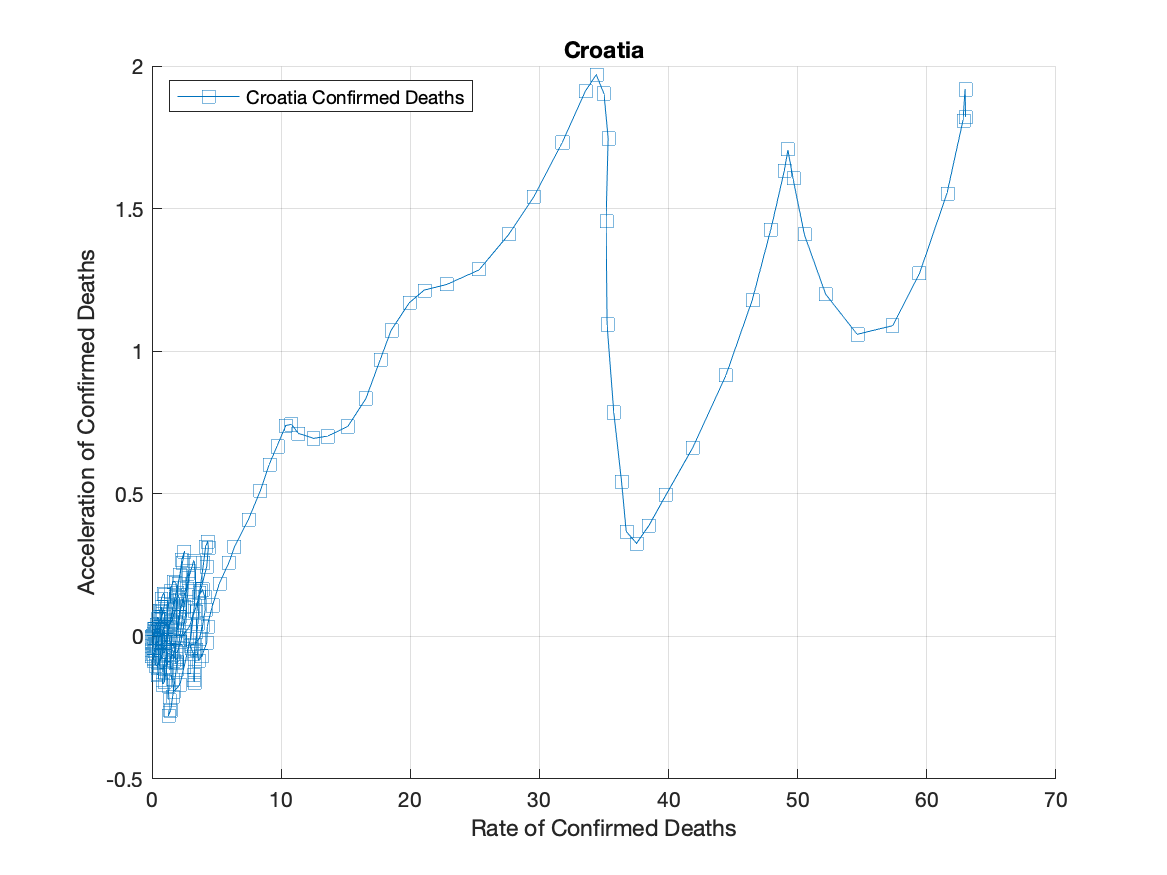 Croatia
Croatia Confirmed Deaths
2
1.5
1
0.5
0
-0.5
Acceleration of Confirmed Deaths
0 10 20 30 40 50 60 70
Rate of Confirmed Deaths